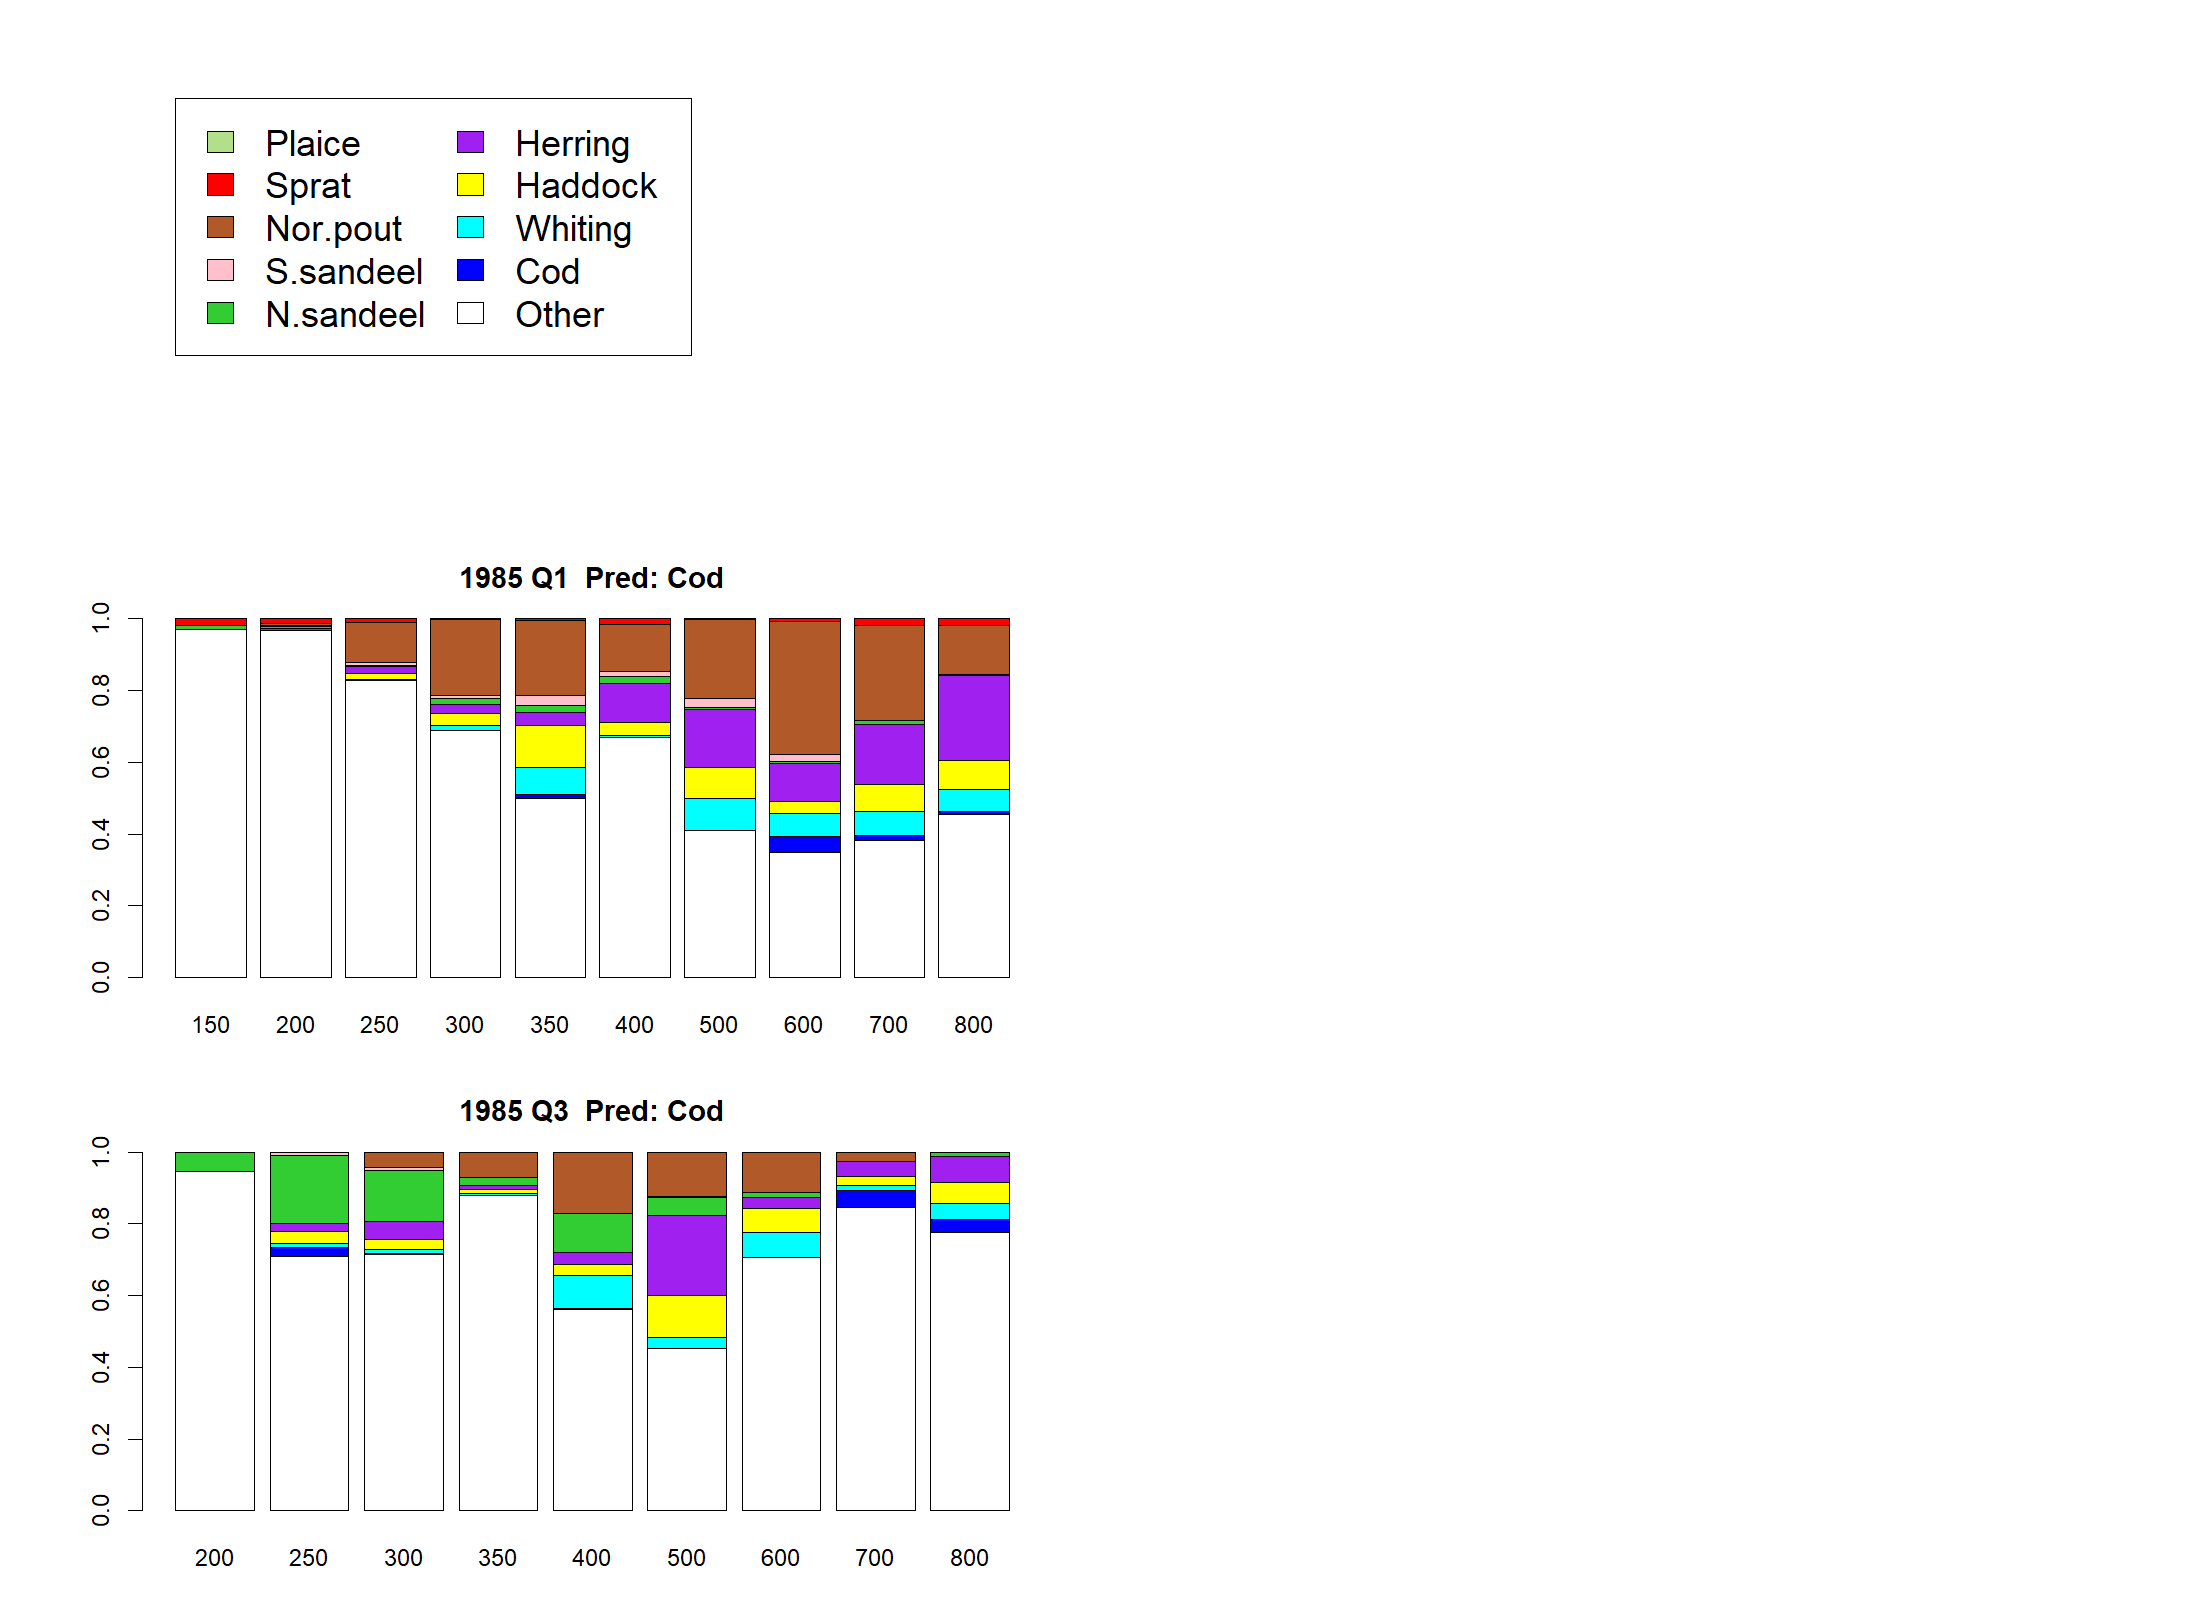 Plaice Herring
Sprat Haddock
Nor.pout Whiting
S.sandeel Cod
N.sandeel Other
1985 Q1  Pred: Cod
1.0
0.8
0.6
0.4
0.2
0.0
150 200 250 300 350 400 500 600 700 800
1985 Q3  Pred: Cod
1.0
0.8
0.6
0.4
0.2
0.0
200 250 300 350 400 500 600 700 800